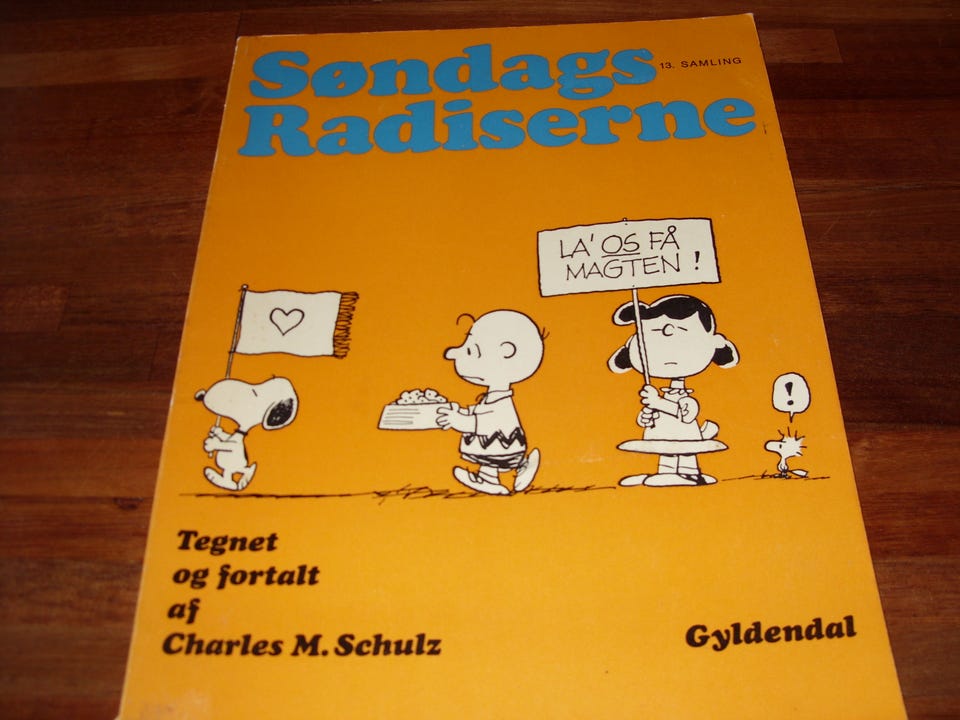 Søndags
13. SAMLING
Radiserne
LA' OS FÅ
MAGTEN !
!
Tegnet
og fortalt
af
Charles M. Schulz
Gyldendal